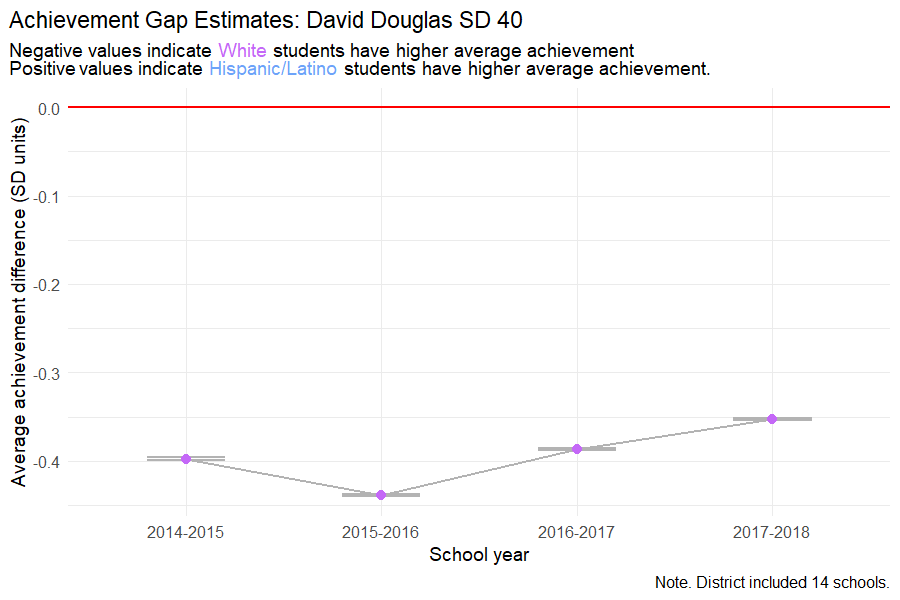 Achievement Gap Estimates: David Douglas SD 40
Negative values indicate White students have higher average achievement
Positive values indicate Hispanic/Latino students have higher average achievement.
Average achievement difference (SD units)
0.0
-0.1
-0.2
-0.3
-0.4
2014-2015
2015-2016
2016-2017
2017-2018
School year
Note. District included 14 schools.